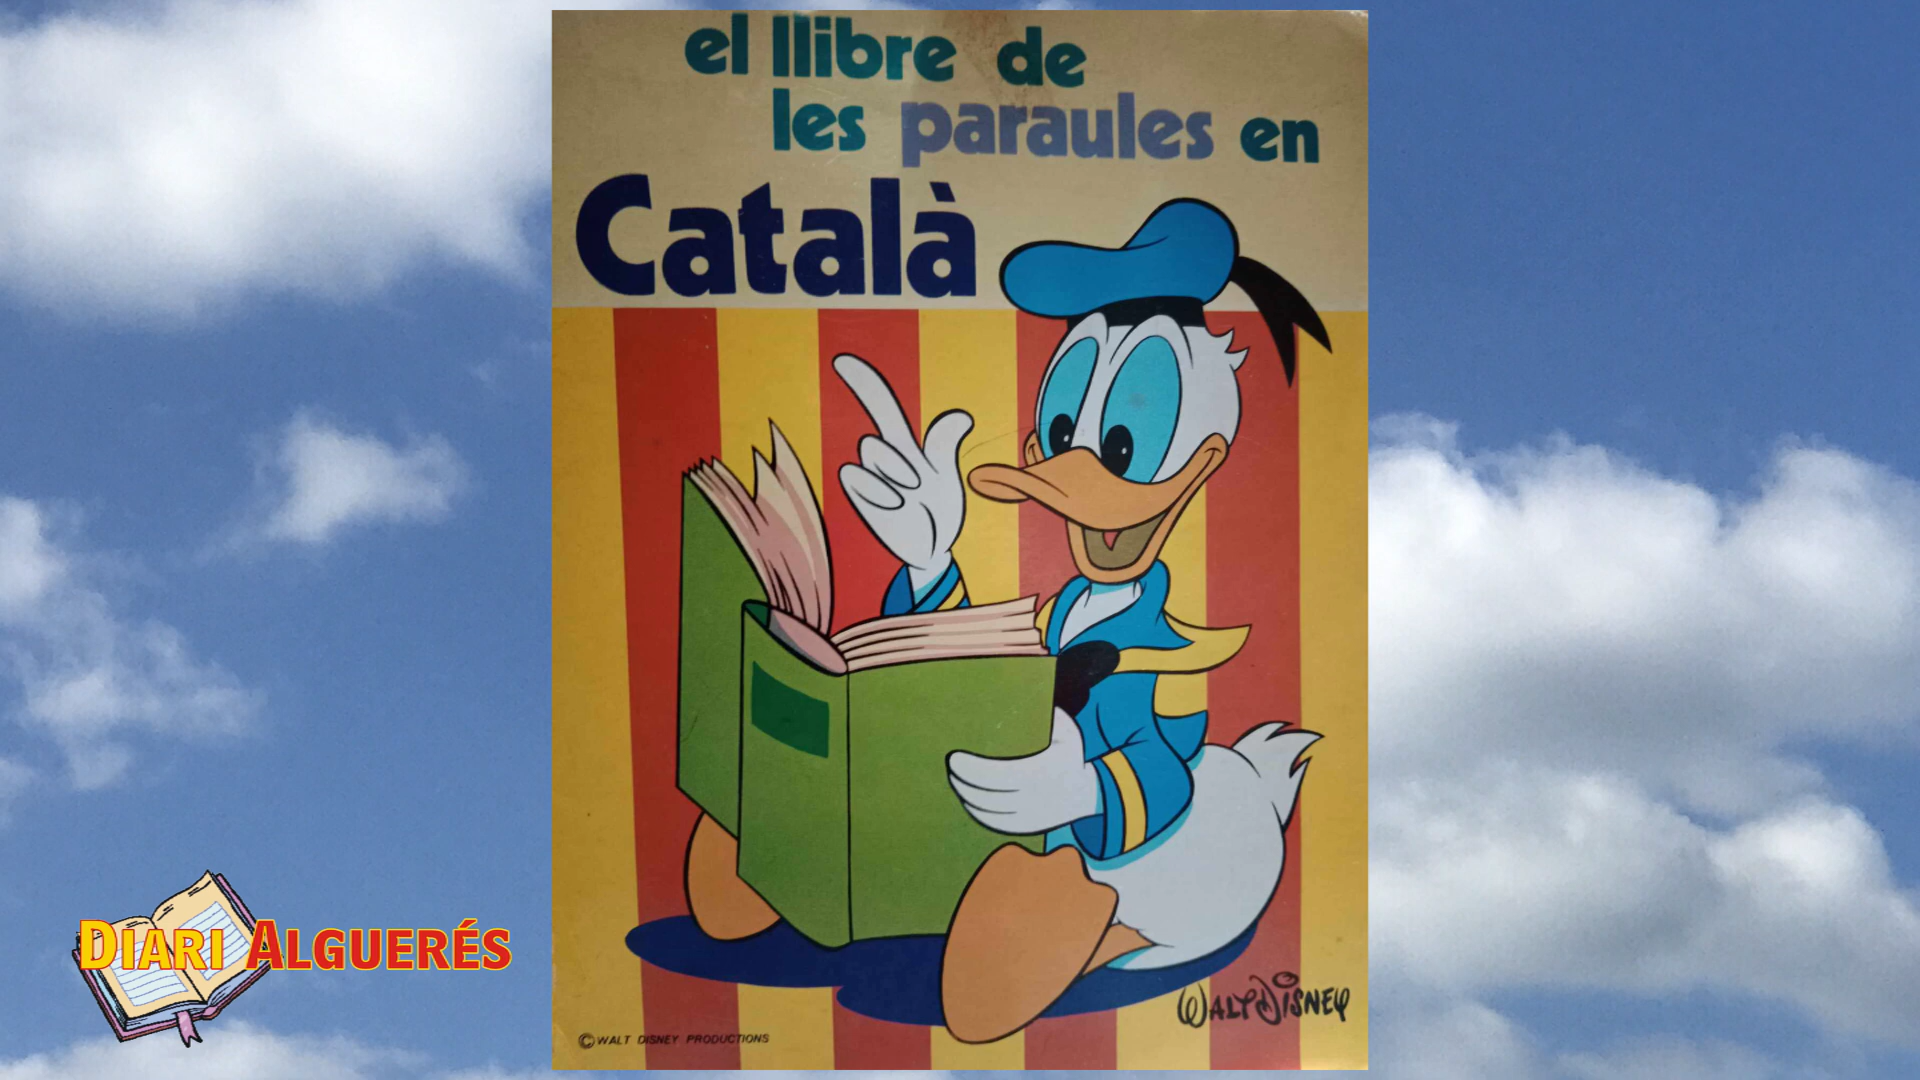 el llibre de
les paraules en
Català
WALT DISNEY
© WALT DISNEY PRODUCTIONS
DIARI ALGUERÉS